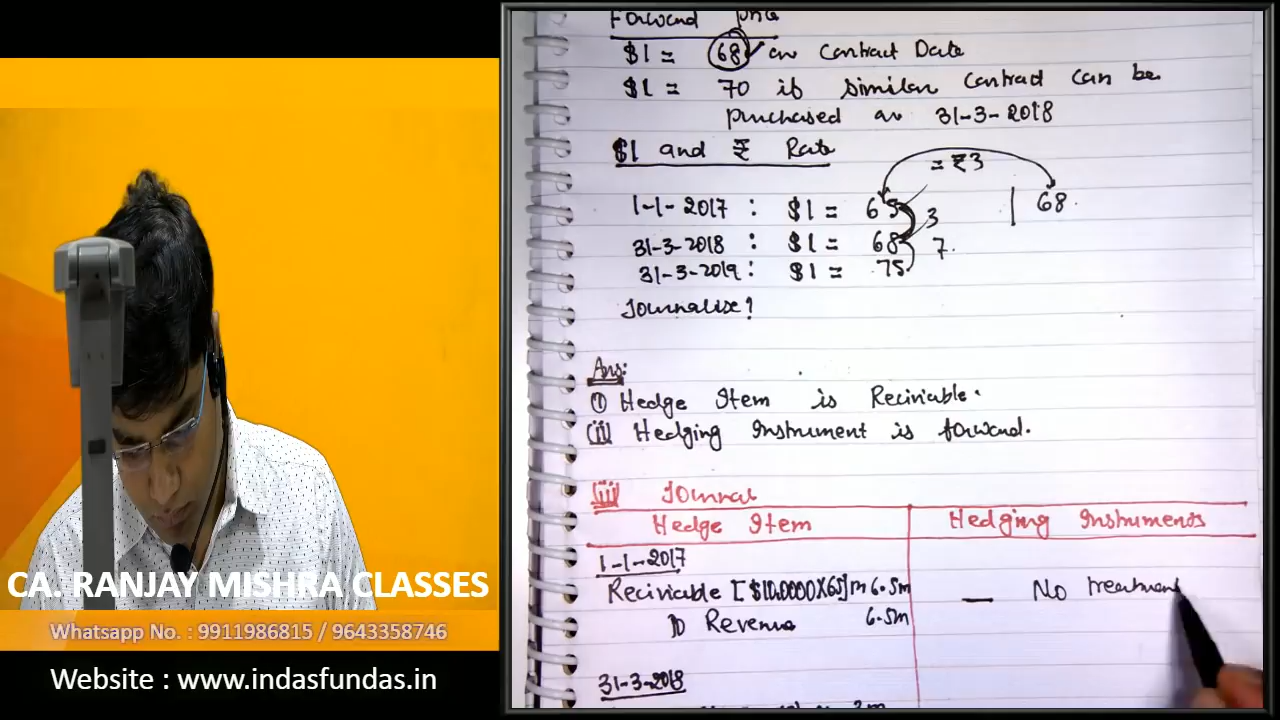 Forward price
$1 = 68 on Contract Date
$1 = 70 if similar contract can be
purchased on 31-3-2018
$1 and ₹ Rate
= ₹3
1-1-2017 : $1 = 65 3 | 68
31-3-2018 : $1 = 68 7.
31-3-2019 : $1 = 75
Journalise?
Ans:
(i) Hedge Item is Recivable.
(ii) Hedging Instrument is forward.
(iii) Journal
Hedge Item
Hedging Instuments
1-1-2017
6.5m
— No treatment
To Revenue 6.5m
31-3-2018
CA. RANJAY MISHRA CLASSES
Whatsapp No. : 9911986815 / 9643358746
Website : www.indasfundas.in